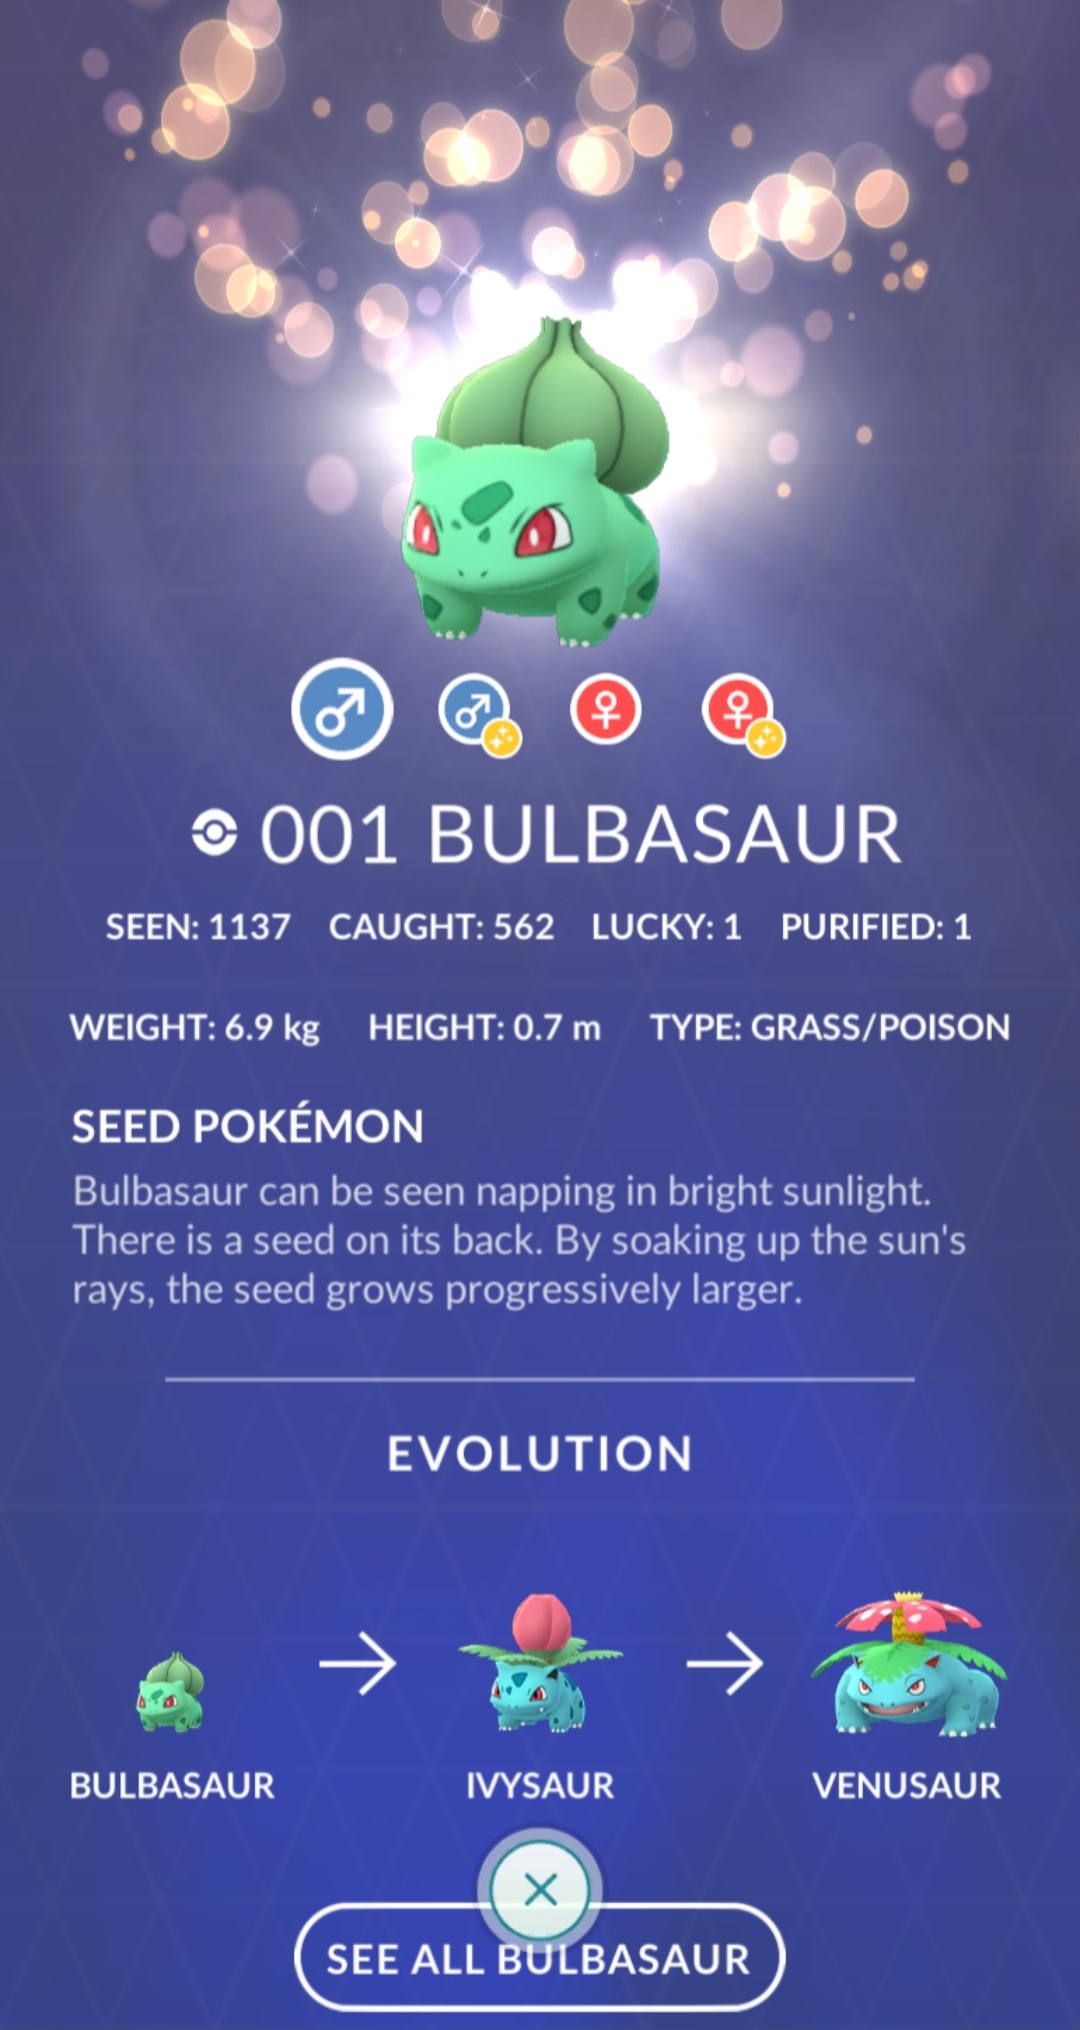 001 BULBASAUR
SEEN: 1137 CAUGHT: 562 LUCKY: 1 PURIFIED: 1
WEIGHT: 6.9 kg HEIGHT: 0.7 m TYPE: GRASS/POISON
SEED POKÉMON
Bulbasaur can be seen napping in bright sunlight.
There is a seed on its back. By soaking up the sun's
rays, the seed grows progressively larger.
EVOLUTION
BULBASAUR IVYSAUR VENUSAUR
SEE ALL BULBASAUR